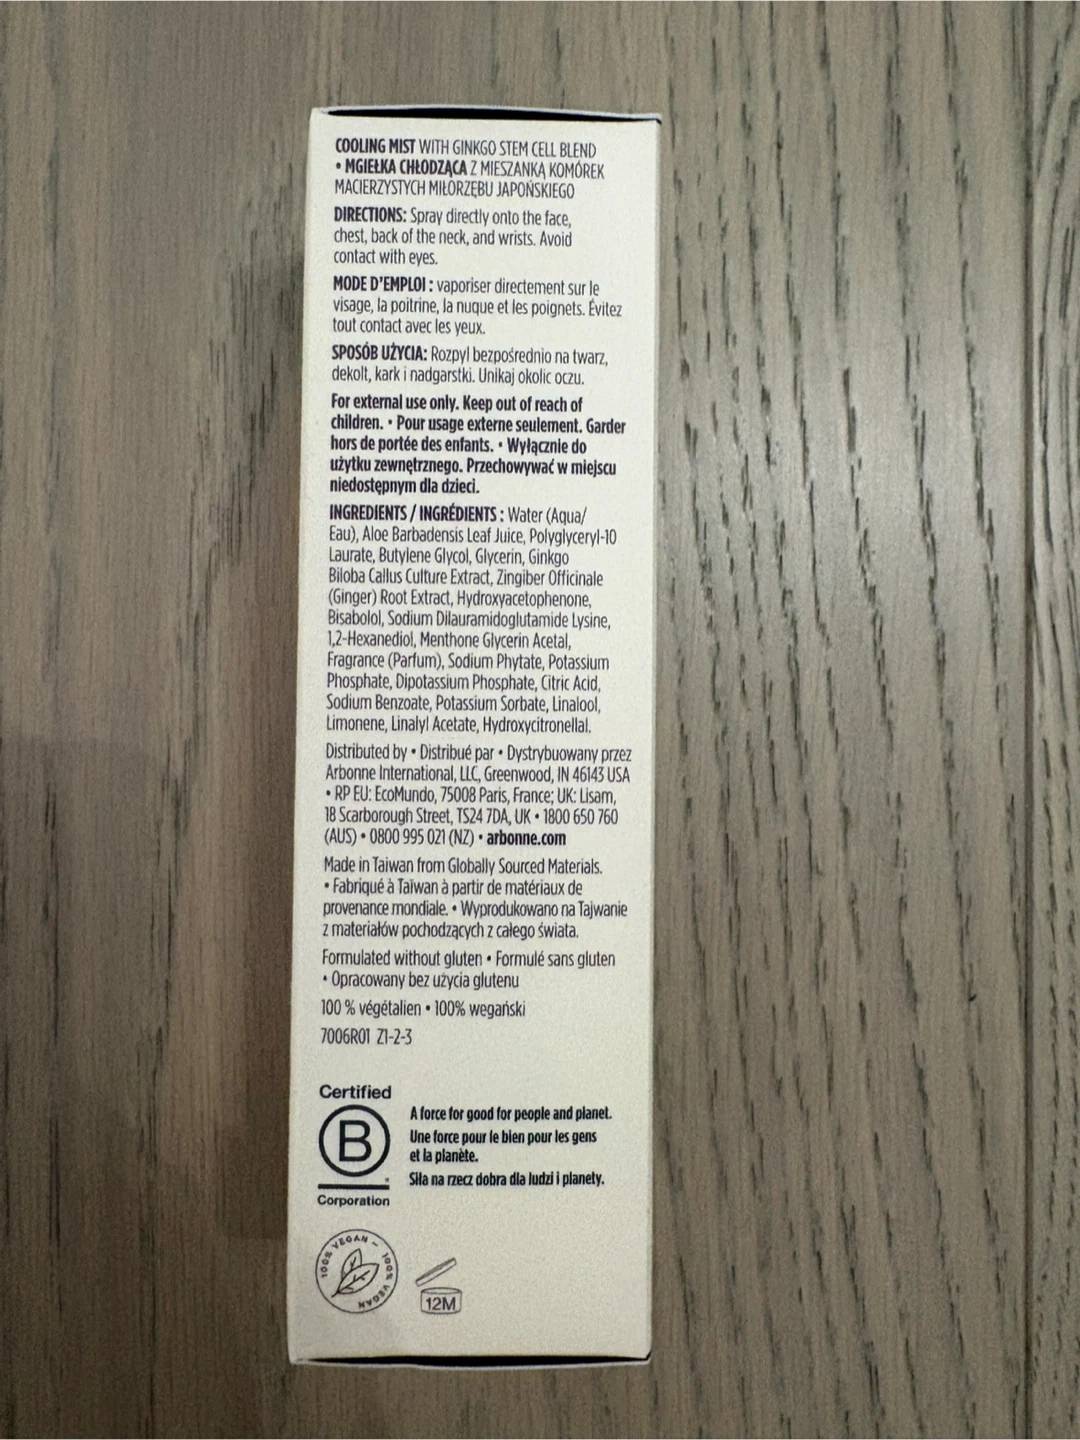 COOLING MIST WITH GINKGO STEM CELL BLEND
• MGIEŁKA CHŁODZĄCA Z MIESZANKĄ KOMÓREK
MACIERZYSTYCH MIŁORZĘBU JAPOŃSKIEGO
DIRECTIONS: Spray directly onto the face,
chest, back of the neck, and wrists. Avoid
contact with eyes.
MODE D'EMPLOI : vaporiser directement sur le
visage, la poitrine, la nuque et les poignets. Évitez
tout contact avec les yeux.
SPOSÓB UŻYCIA: Rozpyl bezpośrednio na twarz,
dekolt, kark i nadgarstki. Unikaj okolic oczu.
For external use only. Keep out of reach of
children. • Pour usage externe seulement. Garder
hors de portée des enfants. • Wyłącznie do
użytku zewnętrznego. Przechowywać w miejscu
niedostępnym dla dzieci.
INGREDIENTS / INGRÉDIENTS : Water (Aqua/
Eau), Aloe Barbadensis Leaf Juice, Polyglyceryl-10
Laurate, Butylene Glycol, Glycerin, Ginkgo
Biloba Callus Culture Extract, Zingiber Officinale
(Ginger) Root Extract, Hydroxyacetophenone,
Bisabolol, Sodium Dilauramidoglutamide Lysine,
1,2-Hexanediol, Menthone Glycerin Acetal,
Fragrance (Parfum), Sodium Phytate, Potassium
Phosphate, Dipotassium Phosphate, Citric Acid,
Sodium Benzoate, Potassium Sorbate, Linalool,
Limonene, Linalyl Acetate, Hydroxycitronellal.
Distributed by • Distribué par • Dystrybuowany przez
Arbonne International, LLC, Greenwood, IN 46143 USA
• RP EU: EcoMundo, 75008 Paris, France; UK: Lisam,
18 Scarborough Street, TS24 7DA, UK • 1800 650 760
(AUS) • 0800 995 021 (NZ) • arbonne.com
Made in Taiwan from Globally Sourced Materials.
• Fabriqué à Taïwan à partir de matériaux de
provenance mondiale. • Wyprodukowano na Tajwanie
z materiałów pochodzących z całego świata.
Formulated without gluten • Formulé sans gluten
• Opracowany bez użycia glutenu
100 % végétalien • 100% wegański
7006R01 Z1-2-3
Certified
B
Corporation
A force for good for people and planet.
Une force pour le bien pour les gens
et la planète.
Siła na rzecz dobra dla ludzi i planety.
100% VEGAN – 100% VEGAN
12M